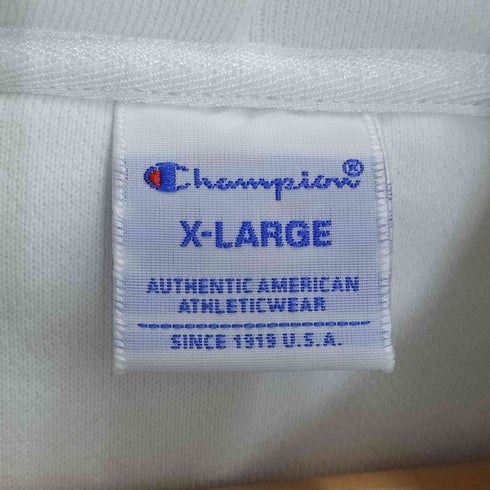 Champion®
X-LARGE
AUTHENTIC AMERICAN
ATHLETICWEAR
SINCE 1919 U.S.A.